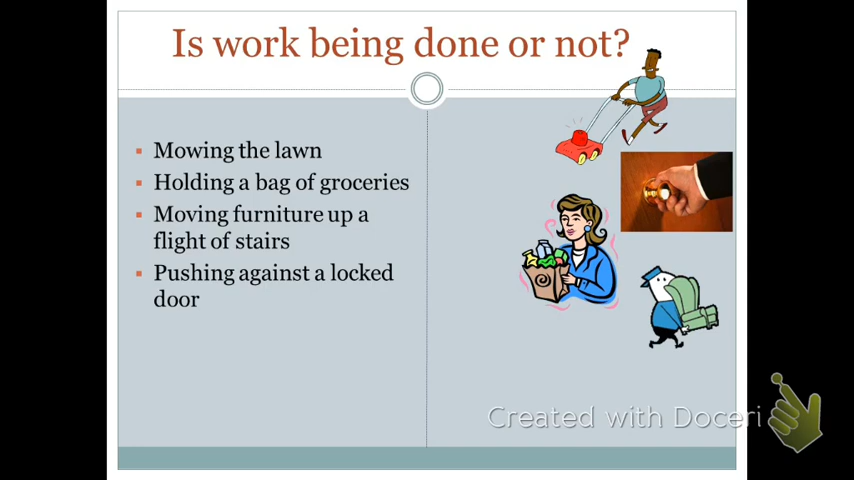 Is work being done or not?
Mowing the lawn
Holding a bag of groceries
Moving furniture up a
flight of stairs
Pushing against a locked
door
Created with Doceri